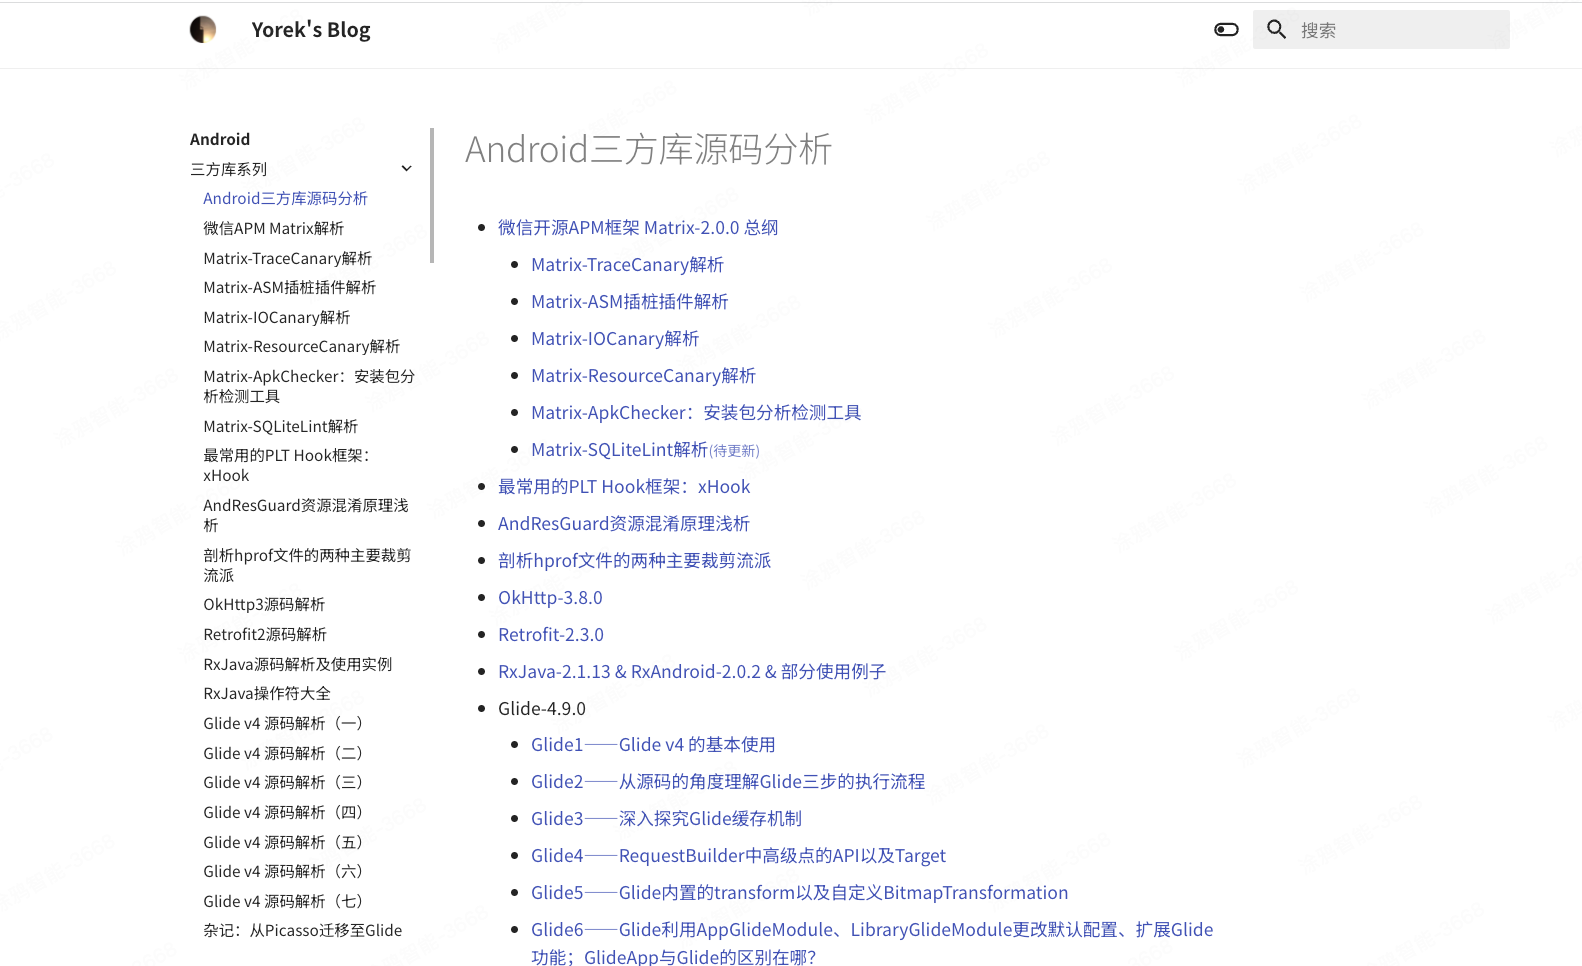 Yorek's Blog
搜索
Android
三方库系列
Android三方库源码分析
微信APM Matrix解析
Matrix-TraceCanary解析
Matrix-ASM插桩插件解析
Matrix-IOCanary解析
Matrix-ResourceCanary解析
Matrix-ApkChecker：安装包分
析检测工具
Matrix-SQLiteLint解析
最常用的PLT Hook框架：
xHook
AndResGuard资源混淆原理浅
析
剖析hprof文件的两种主要裁剪
流派
OkHttp3源码解析
Retrofit2源码解析
RxJava源码解析及使用实例
RxJava操作符大全
Glide v4 源码解析（一）
Glide v4 源码解析（二）
Glide v4 源码解析（三）
Glide v4 源码解析（四）
Glide v4 源码解析（五）
Glide v4 源码解析（六）
Glide v4 源码解析（七）
杂记：从Picasso迁移至Glide
Android三方库源码分析
微信开源APM框架 Matrix-2.0.0 总纲
Matrix-TraceCanary解析
Matrix-ASM插桩插件解析
Matrix-IOCanary解析
Matrix-ResourceCanary解析
Matrix-ApkChecker：安装包分析检测工具
Matrix-SQLiteLint解析(待更新)
最常用的PLT Hook框架：xHook
AndResGuard资源混淆原理浅析
剖析hprof文件的两种主要裁剪流派
OkHttp-3.8.0
Retrofit-2.3.0
RxJava-2.1.13 & RxAndroid-2.0.2 & 部分使用例子
Glide-4.9.0
Glide1——Glide v4 的基本使用
Glide2——从源码的角度理解Glide三步的执行流程
Glide3——深入探究Glide缓存机制
Glide4——RequestBuilder中高级点的API以及Target
Glide5——Glide内置的transform以及自定义BitmapTransformation
Glide6——Glide利用AppGlideModule、LibraryGlideModule更改默认配置、扩展Glide
功能；GlideApp与Glide的区别在哪？